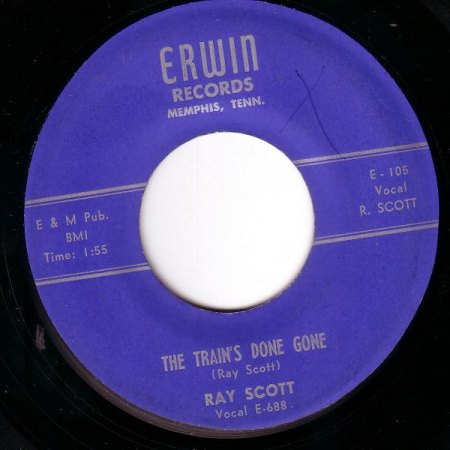 ERWIN
RECORDS
MEMPHIS, TENN.
E & M Pub.
BMI
Time: 1:55
E - 105
Vocal
R. SCOTT
THE TRAIN'S DONE GONE
(Ray Scott)
RAY SCOTT
Vocal E-688